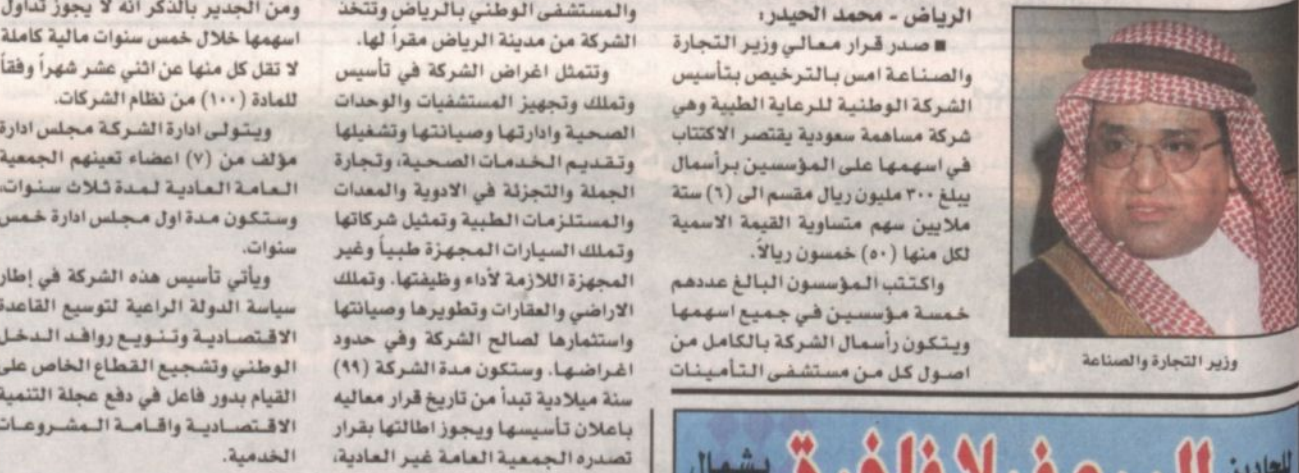 الرياض - محمد الحيدر:
■ صدر قرار معالي وزير التجارة
والصناعة امس بالترخيص بتأسيس
الشركة الوطنية للرعاية الطبية وهي
شركة مساهمة سعودية يقتصر الاكتتاب
في اسهمها على المؤسسين برأسمال
يبلغ ٣٠٠ مليون ريال مقسم الى (٦) ستة
ملايين سهم متساوية القيمة الاسمية
لكل منها (٥٠) خمسون ريالاً.
واكتتب المؤسسون البالغ عددهم
خمسة مؤسسين في جميع اسهمها
ويتكون رأسمال الشركة بالكامل من
اصول كل من مستشفى التأمينات
والمستشفى الوطني بالرياض وتتخذ
الشركة من مدينة الرياض مقراً لها.
وتتمثل اغراض الشركة في تأسيس
وتملك وتجهيز المستشفيات والوحدات
الصحية وادارتها وصيانتها وتشغيلها
وتقديم الخدمات الصحية، وتجارة
الجملة والتجزئة في الادوية والمعدات
والمستلزمات الطبية وتمثيل شركاتها
وتملك السيارات المجهزة طبياً وغير
المجهزة اللازمة لأداء وظيفتها. وتملك
الاراضي والعقارات وتطويرها وصيانتها
واستثمارها لصالح الشركة وفي حدود
اغراضها. وستكون مدة الشركة (٩٩)
سنة ميلادية تبدأ من تاريخ قرار معاليه
باعلان تأسيسها ويجوز اطالتها بقرار
تصدره الجمعية العامة غير العادية،
ومن الجدير بالذكر انه لا يجوز تداول
اسهمها خلال خمس سنوات مالية كاملة
لا تقل كل منها عن اثني عشر شهراً وفقاً
للمادة (١٠٠) من نظام الشركات.
ويتولى ادارة الشركة مجلس ادارة
مؤلف من (٧) اعضاء تعينهم الجمعية
العامة العادية لمدة ثلاث سنوات،
وستكون مدة اول مجلس ادارة خمس
سنوات.
ويأتي تأسيس هذه الشركة في إطار
سياسة الدولة الراعية لتوسيع القاعدة
الاقتصادية وتنويع روافد الدخل
الوطني وتشجيع القطاع الخاص على
القيام بدور فاعل في دفع عجلة التنمية
الاقتصادية واقامة المشروعات
الخدمية.
وزير التجارة والصناعة